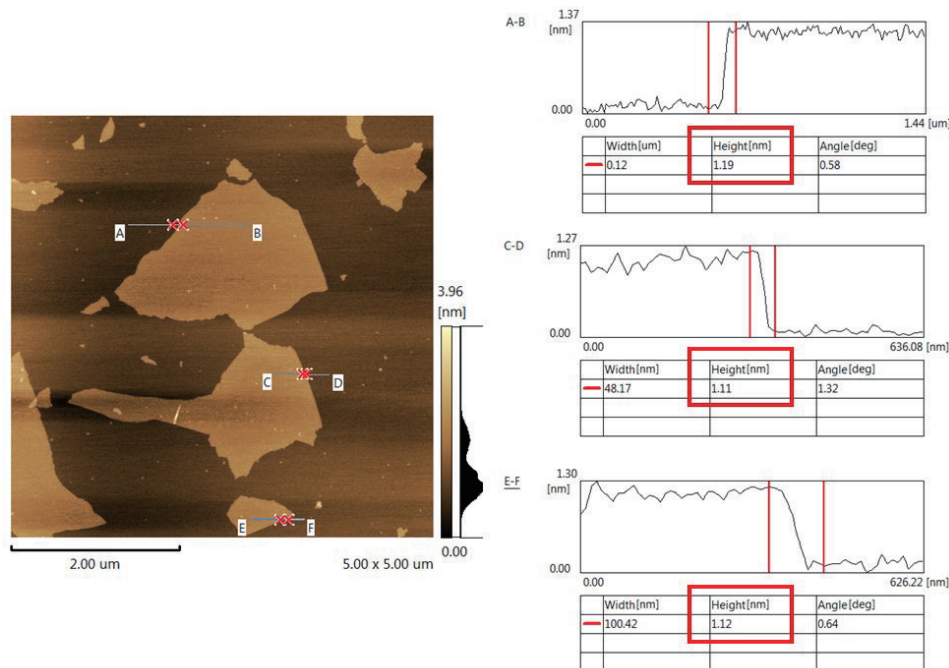 A
B
C
D
E
F
3.96
[nm]
0.00
2.00 um
5.00 x 5.00 um
A-B
1.37
[nm]
0.00
0.00
1.44 [um]
Width[um] Height[nm] Angle[deg]
0.12 1.19 0.58
C-D
1.27
[nm]
0.00
0.00
636.08 [nm]
Width[nm] Height[nm] Angle[deg]
48.17 1.11 1.32
E-F
1.30
[nm]
0.00
0.00
626.22 [nm]
Width[nm] Height[nm] Angle[deg]
100.42 1.12 0.64